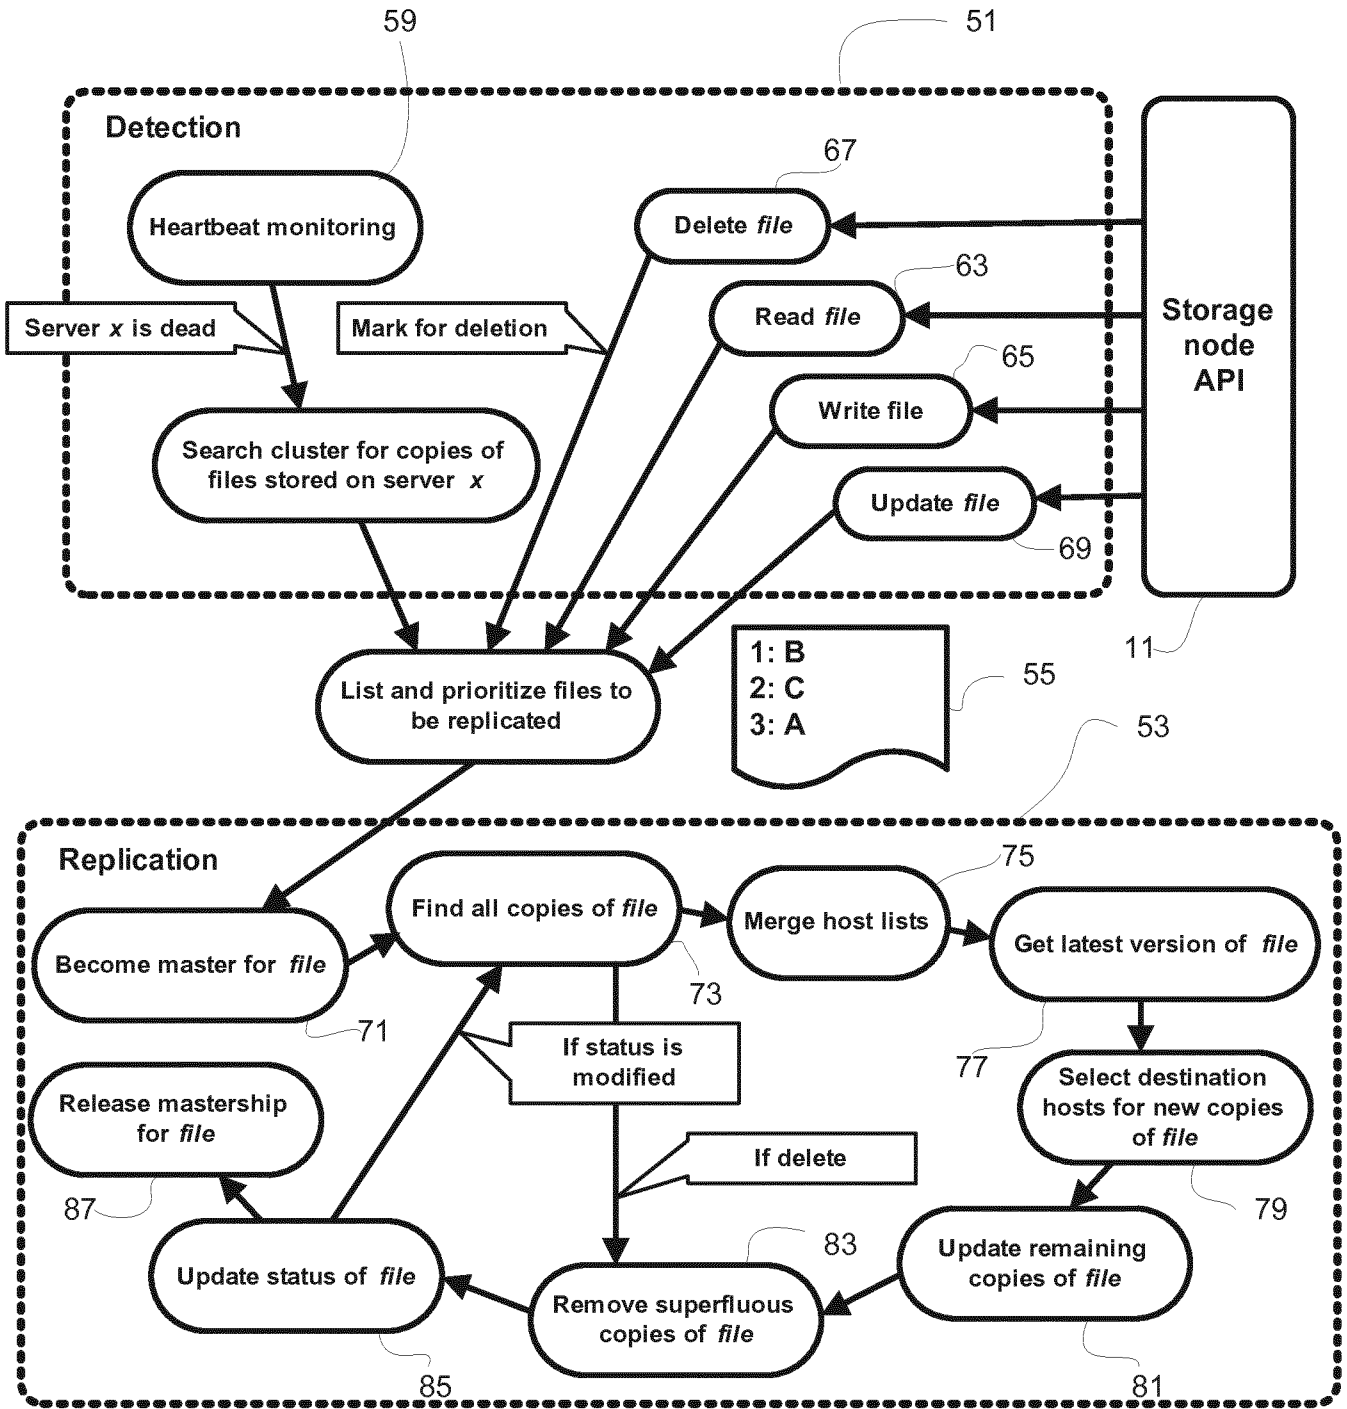 59
51
Detection
67
Heartbeat monitoring
Delete file
63
Read file
Server x is dead
Mark for deletion
Storage
node
API
65
Write file
Search cluster for copies of
files stored on server x
Update file
69
11
List and prioritize files to
be replicated
1: B
2: C
3: A
55
53
Replication
75
Find all copies of file
Merge host lists
Get latest version of file
Become master for file
73
71
77
If status is
modified
Select destination
hosts for new copies
of file
Release mastership
for file
If delete
87
79
83
Update remaining
copies of file
Update status of file
Remove superfluous
copies of file
85
81